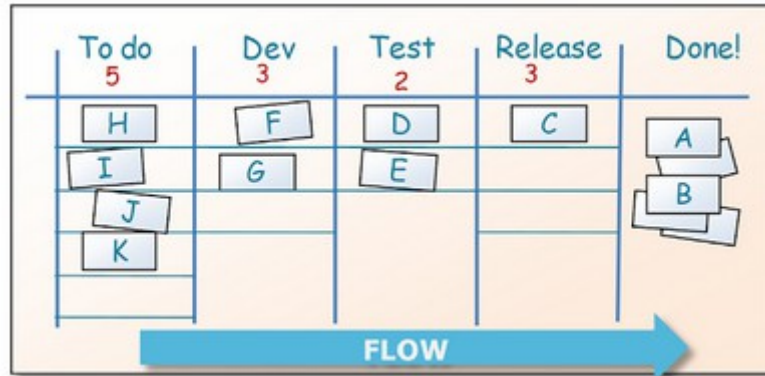 To do Dev Test Release Done!
5 3 2 3
H F D C A
I G E
J B
K
FLOW